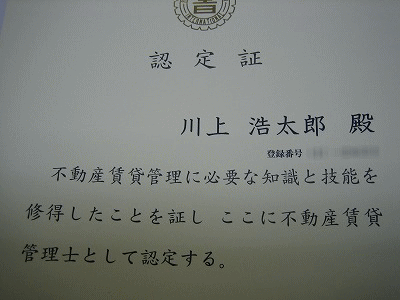 INTERNATIONAL
認定証
川上 浩太郎 殿
登録番号
不動産賃貸管理に必要な知識と技能を
修得したことを証し ここに不動産賃貸
管理士として認定する。